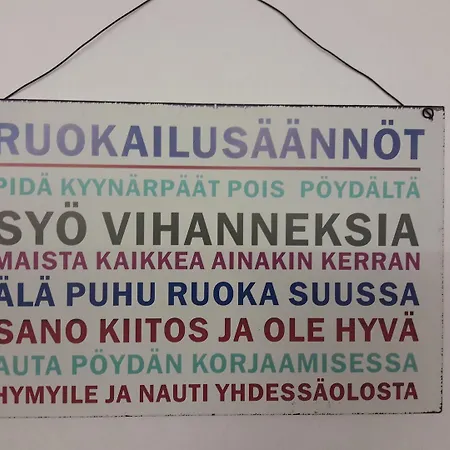 RUOKAILUSÄÄNNÖT
PIDÄ KYYNÄRPÄÄT POIS PÖYDÄLTÄ
SYÖ VIHANNEKSIA
MAISTA KAIKKEA AINAKIN KERRAN
ÄLÄ PUHU RUOKA SUUSSA
SANO KIITOS JA OLE HYVÄ
AUTA PÖYDÄN KORJAAMISESSA
HYMYILE JA NAUTI YHDESSÄOLOSTA